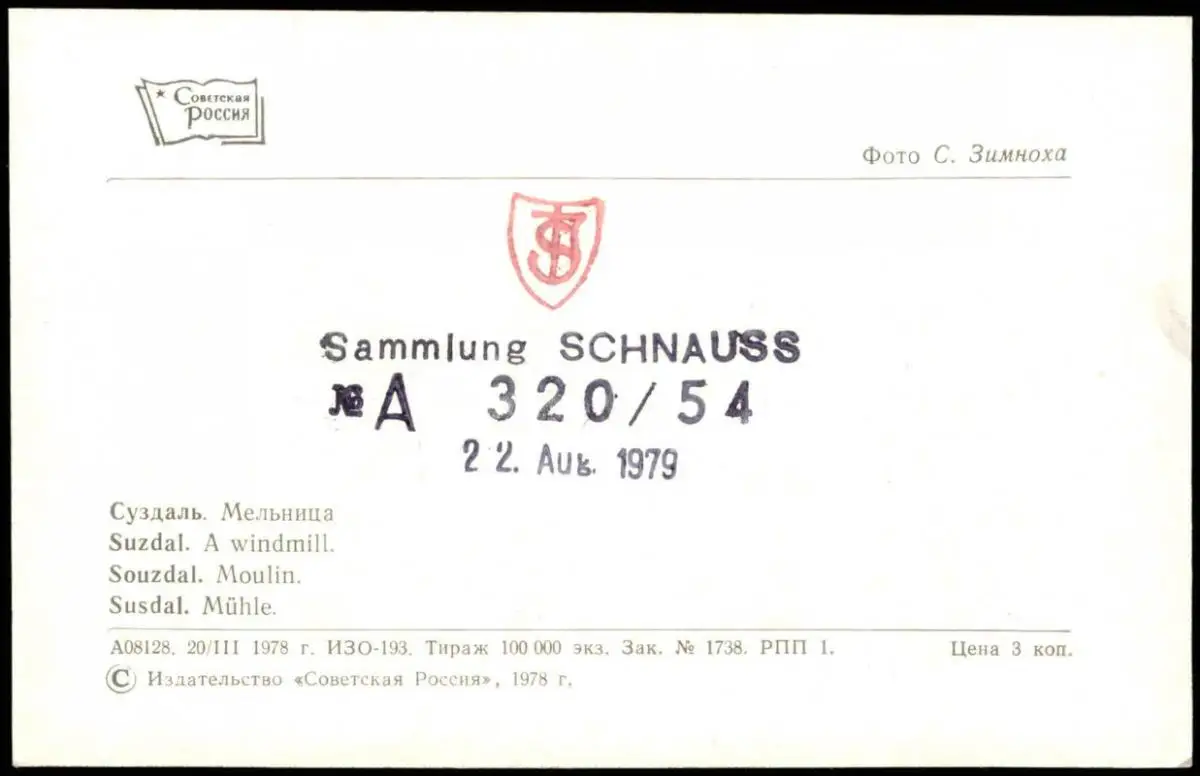 Советская
Россия
Фото С. Зимноха
Sammlung SCHNAUSS
№ A 320/54
22. Aug. 1979
Суздаль. Мельница
Suzdal. A windmill.
Souzdal. Moulin.
Susdal. Mühle.
А08128. 20/III 1978 г. ИЗО-193. Тираж 100 000 экз. Зак. № 1738. РПП 1. Цена 3 коп.
© Издательство «Советская Россия», 1978 г.